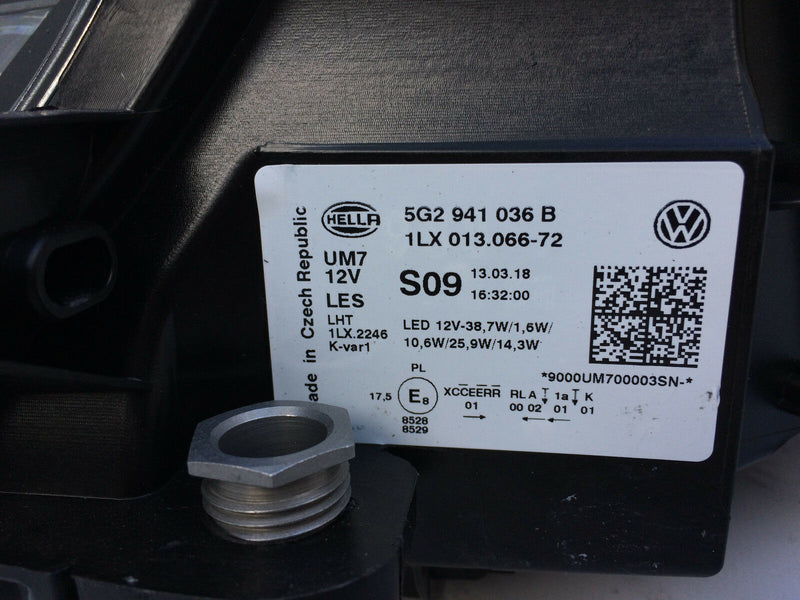 ade in Czech Republic
HELLA
5G2 941 036 B
1LX 013.066-72
UM7
12V
LES
S09
13.03.18
16:32:00
LHT
1LX.2246
K-var1
LED 12V-38,7W/1,6W/
10,6W/25,9W/14,3W
*9000UM700003SN-*
PL
17,5
E8
8528
8529
XCCEERR
01
RL A 1a K
00 02 01 01